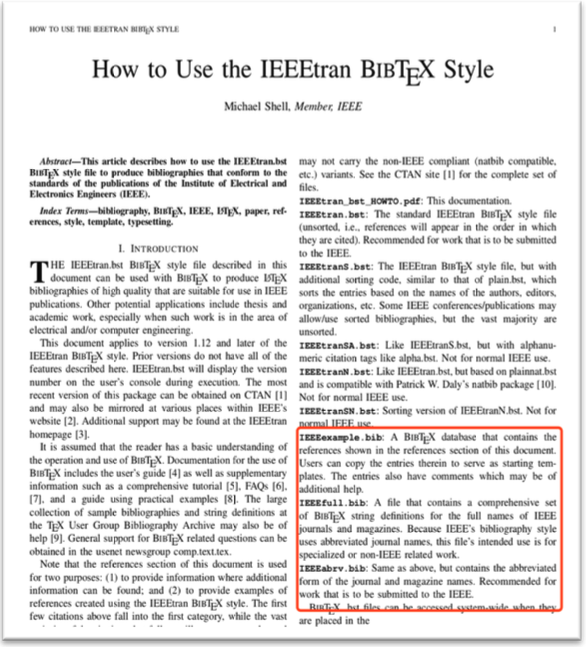 HOW TO USE THE IEEETRAN BIBTEX STYLE 1
How to Use the IEEEtran BIBTEX Style
Michael Shell, Member, IEEE
Abstract—This article describes how to use the IEEEtran.bst
BIBTEX style file to produce bibliographies that conform to the
standards of the publications of the Institute of Electrical and
Electronics Engineers (IEEE).
Index Terms—bibliography, BIBTEX, IEEE, LATEX, paper, ref-
erences, style, template, typesetting.
I. INTRODUCTION
THE IEEEtran.bst BIBTEX style file described in this
document can be used with BIBTEX to produce LATEX
bibliographies of high quality that are suitable for use in IEEE
publications. Other potential applications include thesis and
academic work, especially when such work is in the area of
electrical and/or computer engineering.
This document applies to version 1.12 and later of the
IEEEtran BIBTEX style. Prior versions do not have all of the
features described here. IEEEtran.bst will display the version
number on the user's console during execution. The most
recent version of this package can be obtained on CTAN [1]
and may also be mirrored at various places within IEEE's
website [2]. Additional support may be found at the IEEEtran
homepage [3].
It is assumed that the reader has a basic understanding of
the operation and use of BIBTEX. Documentation for the use of
BIBTEX includes the user's guide [4] as well as supplementary
information such as a comprehensive tutorial [5], FAQs [6],
[7], and a guide using practical examples [8]. The large
collection of sample bibliographies and string definitions at
the TEX User Group Bibliography Archive may also be of
help [9]. General support for BIBTEX related questions can be
obtained in the usenet newsgroup comp.text.tex.
Note that the references section of this document is used
for two purposes: (1) to provide information where additional
information can be found; and (2) to provide examples of
references created using the IEEEtran BIBTEX style. The first
few citations above fall into the first category, while the vast
may not carry the non-IEEE compliant (natbib compatible,
etc.) variants. See the CTAN site [1] for the complete set of
files.
IEEEtran_bst_HOWTO.pdf: This documentation.
IEEEtran.bst: The standard IEEEtran BIBTEX style file
(unsorted, i.e., references will appear in the order in which
they are cited). Recommended for work that is to be submitted
to the IEEE.
IEEEtranS.bst: The IEEEtran BIBTEX style file, but with
additional sorting code, similar to that of plain.bst, which
sorts the entries based on the names of the authors, editors,
organizations, etc. Some IEEE conferences/publications may
allow/use sorted bibliographies, but the vast majority are
unsorted.
IEEEtranSA.bst: Like IEEEtranS.bst, but with alphanu-
meric citation tags like alpha.bst. Not for normal IEEE use.
IEEEtranN.bst: Like IEEEtran.bst, but based on plainnat.bst
and is compatible with Patrick W. Daly's natbib package [10].
Not for normal IEEE use.
IEEEtranSN.bst: Sorting version of IEEEtranN.bst. Not for
normal IEEE use.
IEEEexample.bib: A BIBTEX database that contains the
references shown in the references section of this document.
Users can copy the entries therein to serve as starting tem-
plates. The entries also have comments which may be of
additional help.
IEEEfull.bib: A file that contains a comprehensive set
of BIBTEX string definitions for the full names of IEEE
journals and magazines. Because IEEE's bibliography style
uses abbreviated journal names, this file's intended use is for
specialized or non-IEEE related work.
IEEEabrv.bib: Same as above, but contains the abbreviated
form of the journal and magazine names. Recommended for
work that is to be submitted to the IEEE.
BIBTEX .bst files can be accessed system-wide when they
are placed in the